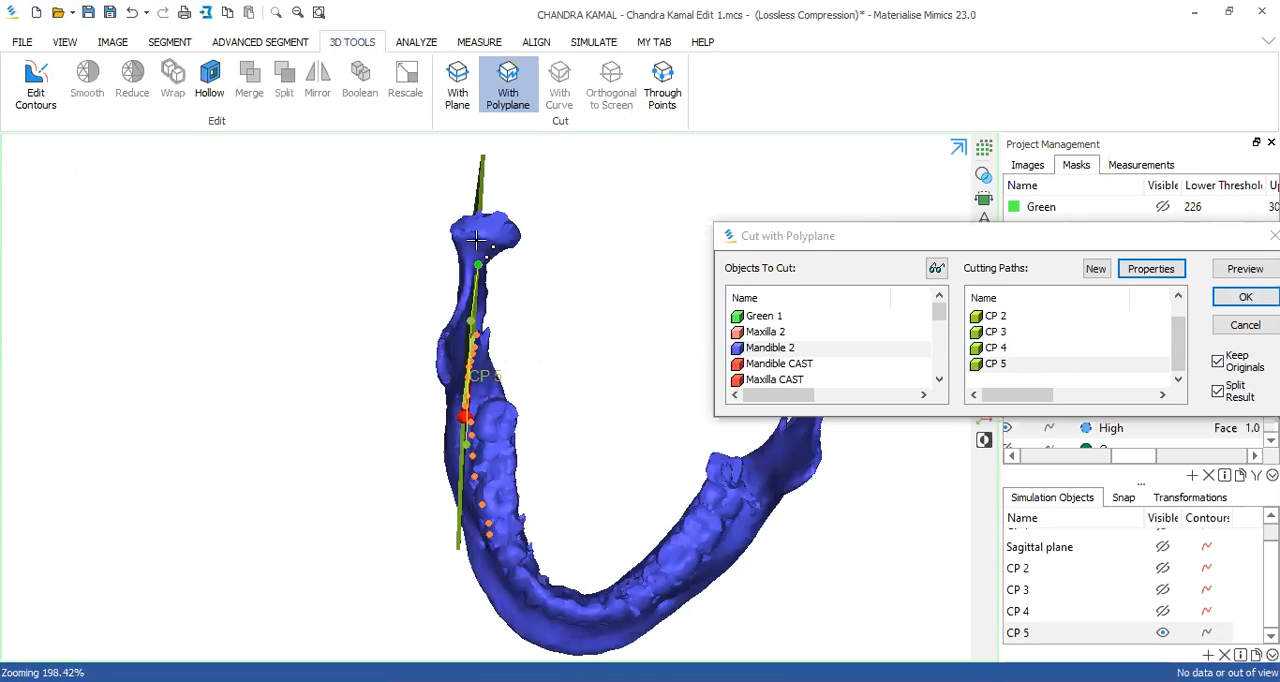 CHANDRA KAMAL - Chandra Kamal Edit 1.mcs - (Lossless Compression)* - Materialise Mimics 23.0
FILE VIEW IMAGE SEGMENT ADVANCED SEGMENT 3D TOOLS ANALYZE MEASURE ALIGN SIMULATE MY TAB HELP
Edit Contours Smooth Reduce Wrap Hollow Merge Split Mirror Boolean Rescale With Plane With Polyplane With Curve Orthogonal to Screen Through Points
Edit Cut
Project Management
Images Masks Measurements
Name Visible Lower Threshol
Green 226 30
Cut with Polyplane
Objects To Cut: Cutting Paths: New Properties Preview
Name Name
Green 1 CP 2 OK
Maxilla 2 CP 3 Cancel
Mandible 2 CP 4
Mandible CAST CP 5
Maxilla CAST
Keep Originals
Split Result
CP 5
High Face 1.0
Simulation Objects Snap Transformations
Name Visible Contours
Sagittal plane
CP 2
CP 3
CP 4
CP 5
Zooming 198.42% No data or out of view